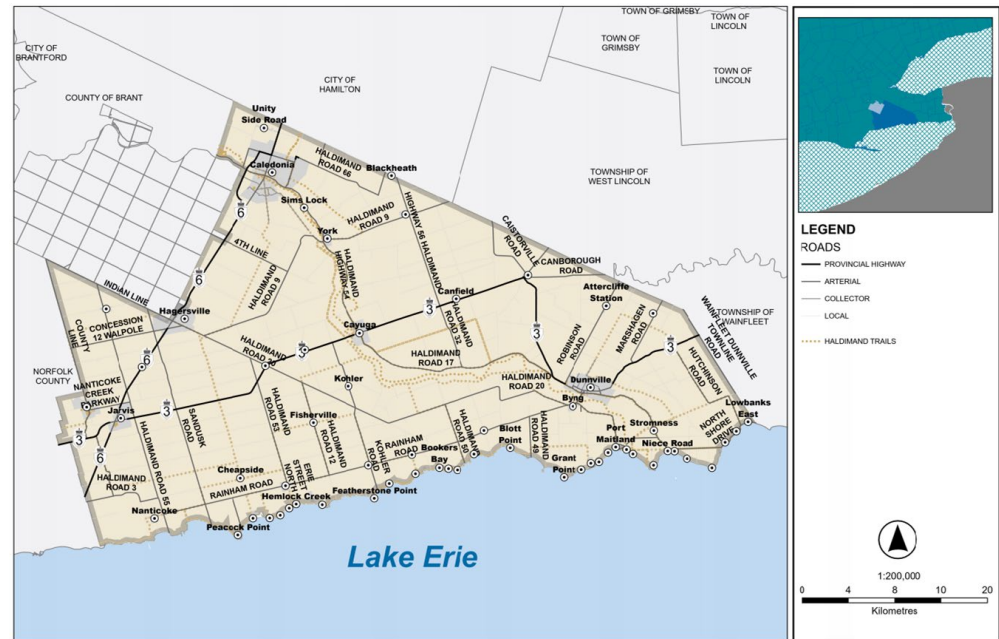 TOWN OF GRIMSBY
TOWN OF
LINCOLN
TOWN OF
GRIMSBY
CITY OF
BRANTFORD
TOWN OF
LINCOLN
CITY OF
HAMILTON
COUNTY OF BRANT
Unity
Side Road
Caledonia
HALDIMAND
ROAD 66
Blackheath
TOWNSHIP OF
WEST LINCOLN
Sims Lock
HALDIMAND
ROAD 9
HIGHWAY 56 HALDIMAND
6
York
CAISTORVILLE
ROAD
4TH LINE
HALDIMAND
HIGHWAY 54
CANBOROUGH
ROAD
6
HALDIMAND
ROAD 9
INDIAN LINE
Canfield
Attercliffe
Station
3
Hagersville
HALDIMAND
ROAD 32
WAINFLEET DUNNVILLE
TOWNLINE
ROAD
TOWNSHIP OF
WAINFLEET
COUNTY
LINE
CONCESSION
12 WALPOLE
Cayuga
3
ROBINSON
ROAD
MARSHAGEN
ROAD
6
HALDIMAND
ROAD 20
3
HALDIMAND
ROAD 17
3
HUTCHINSON
ROAD
NORFOLK
COUNTY
NANTICOKE
CREEK
PARKWAY
Kohler
HALDIMAND
ROAD 20
Dunnville
Jarvis
3
SANDUSK
ROAD
HALDIMAND
ROAD 53
Fisherville
Byng
Lowbanks
East
3
HALDIMAND
ROAD 12
Stromness
NORTH
SHORE
DRIVE
6
HALDIMAND ROAD 55
KOHLER
ROAD
RAINHAM
ROAD
Bookers
Bay
HALDIMAND
ROAD 50
Blott
Point
HALDIMAND
ROAD 49
Port
Maitland
Niece Road
HALDIMAND
ROAD 3
Cheapside
ERIE
STREET
NORTH
Grant
Point
RAINHAM ROAD
Hemlock Creek
Featherstone Point
Nanticoke
Peacock Point
Lake Erie
LEGEND
ROADS
PROVINCIAL HIGHWAY
ARTERIAL
COLLECTOR
LOCAL
HALDIMAND TRAILS
1:200,000
0 4 8 10 20
Kilometres